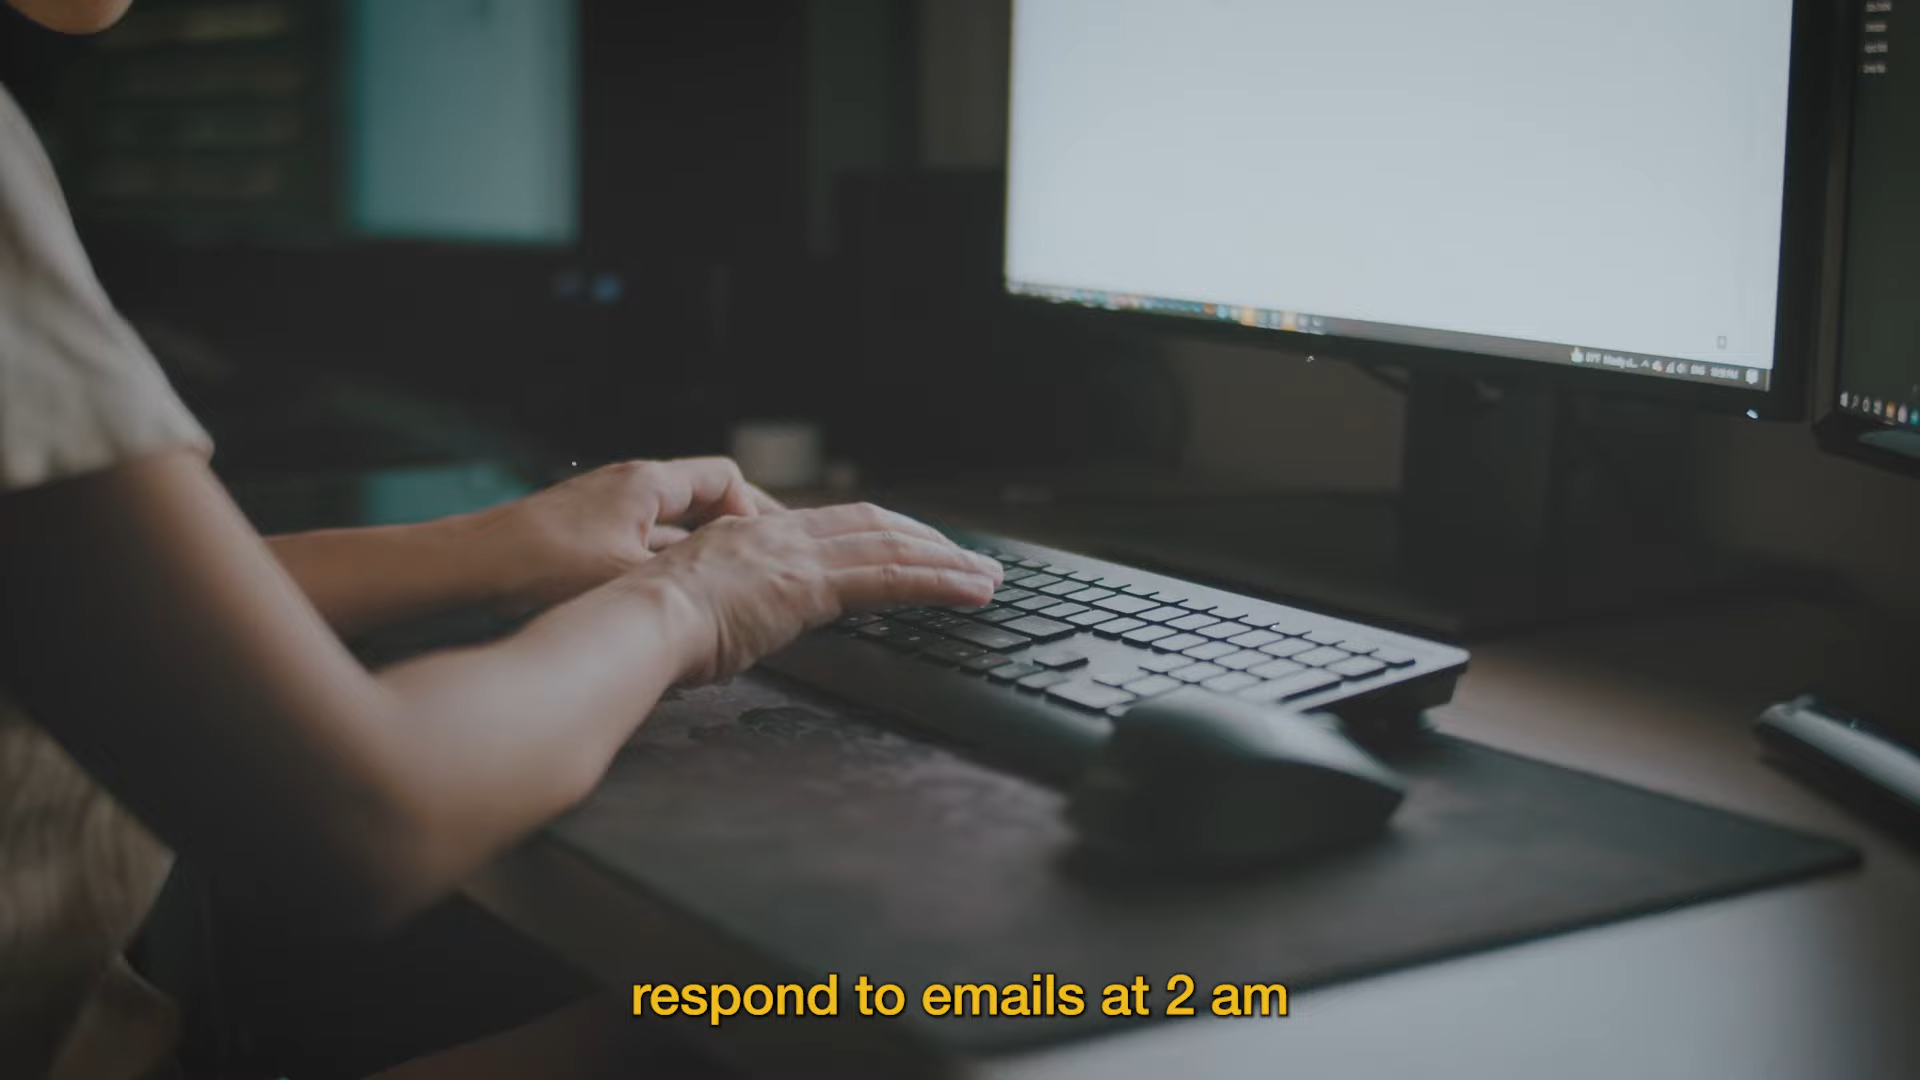 respond to emails at 2 am